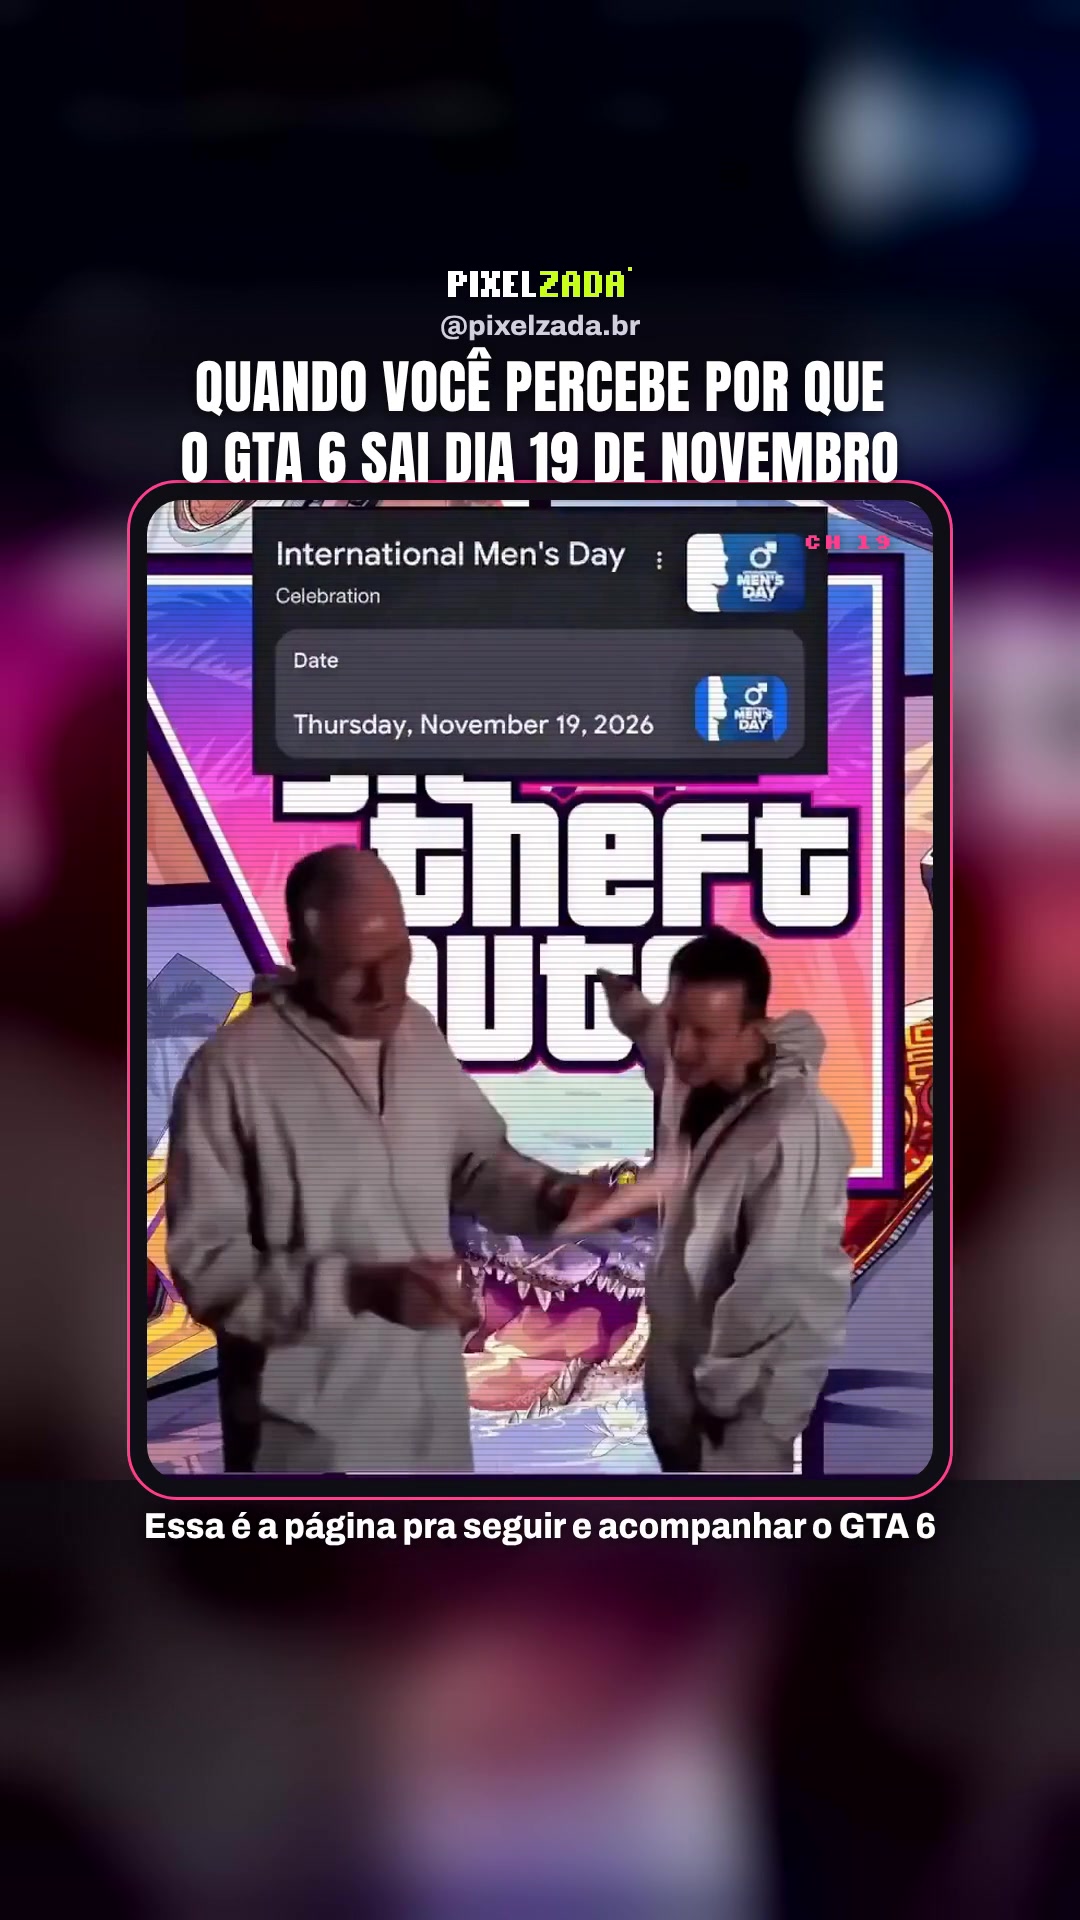 PIXELZADA
@pixelzada.br
QUANDO VOCÊ PERCEBE POR QUE
O GTA 6 SAI DIA 19 DE NOVEMBRO
International Men's Day
Celebration
MEN'S
DAY
CH 19
Date
Thursday, November 19, 2026
MEN'S
DAY
theft
auto
Essa é a página pra seguir e acompanhar o GTA 6